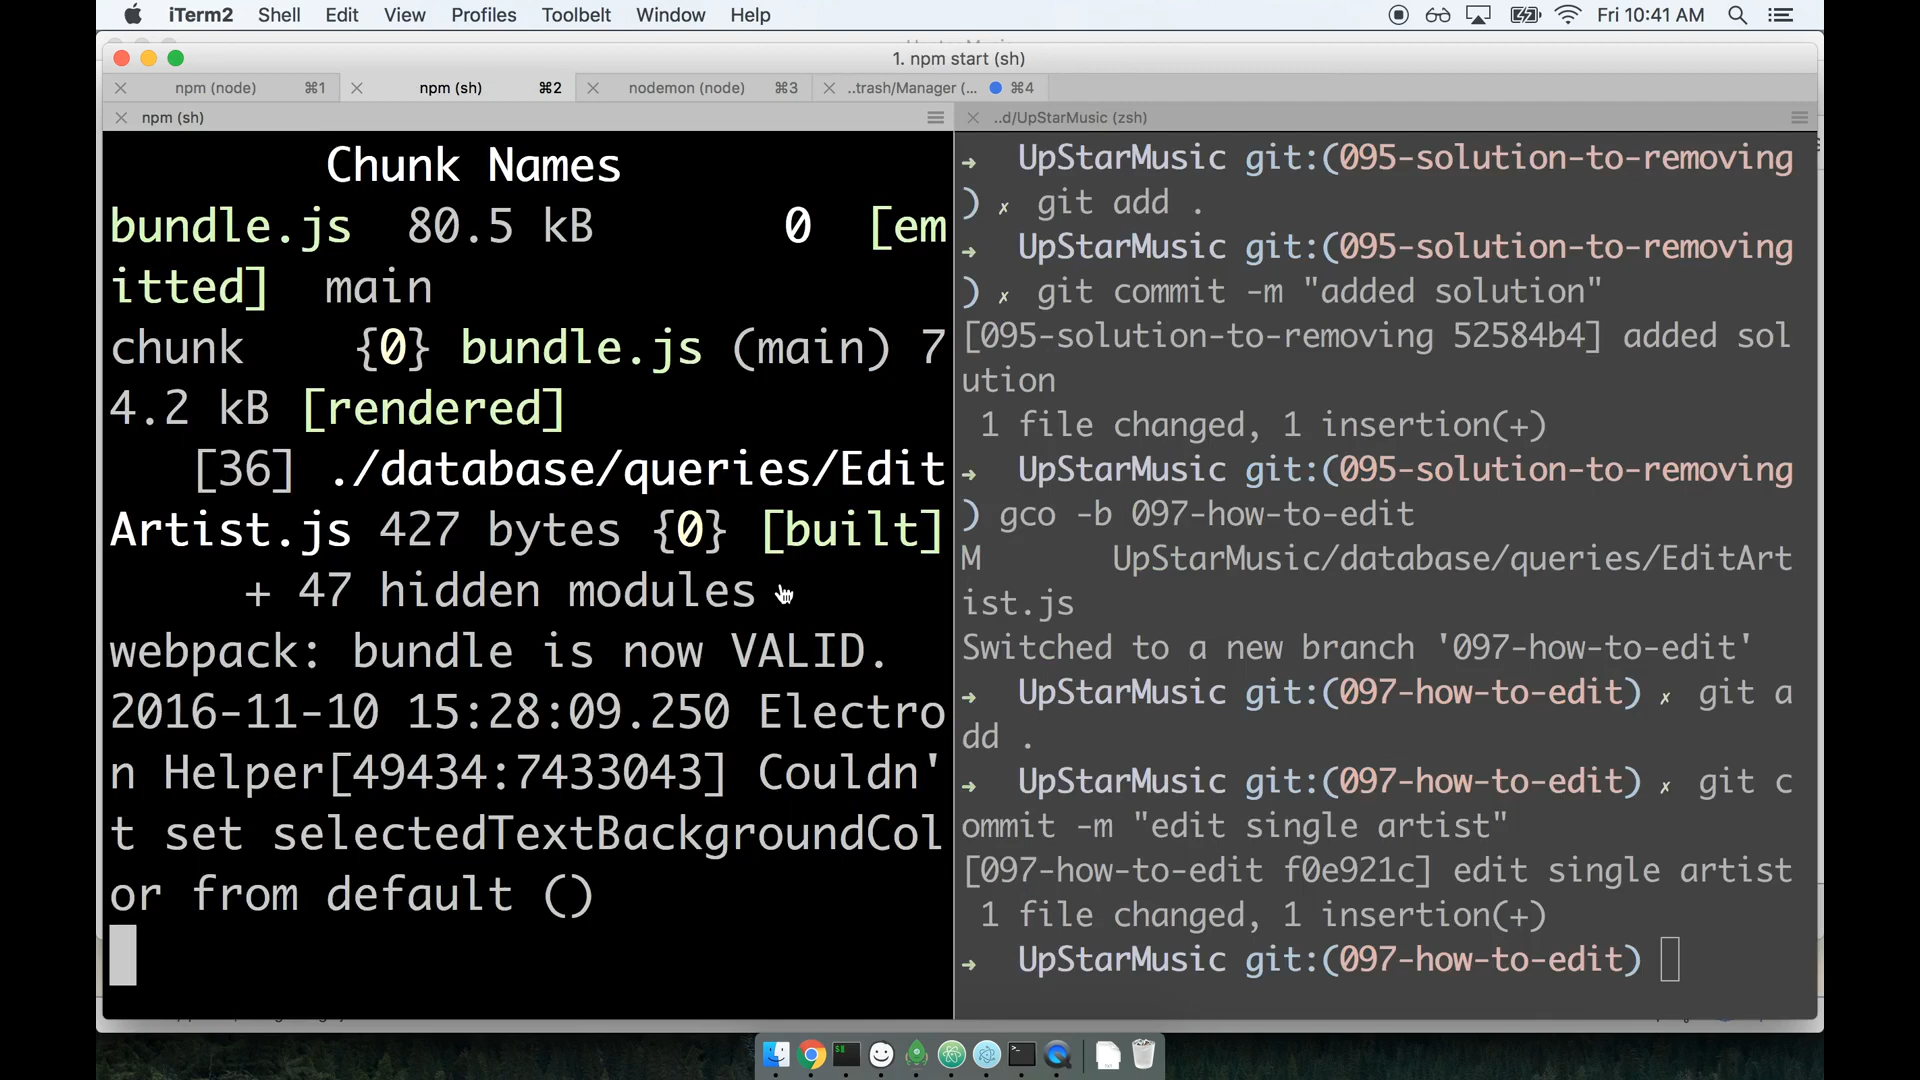 iTerm2 Shell Edit View Profiles Toolbelt Window Help Fri 10:41 AM
1. npm start (sh)
npm (node) ⌘1 npm (sh) ⌘2 nodemon (node) ⌘3 ..trash/Manager (... ⌘4
npm (sh)
Chunk Names
bundle.js 80.5 kB 0 [em
itted] main
chunk {0} bundle.js (main) 7
4.2 kB [rendered]
[36] ./database/queries/Edit
Artist.js 427 bytes {0} [built]
+ 47 hidden modules
webpack: bundle is now VALID.
2016-11-10 15:28:09.250 Electro
n Helper[49434:7433043] Couldn'
t set selectedTextBackgroundCol
or from default ()
..d/UpStarMusic (zsh)
➜ UpStarMusic git:(095-solution-to-removing
) ✗ git add .
➜ UpStarMusic git:(095-solution-to-removing
) ✗ git commit -m "added solution"
[095-solution-to-removing 52584b4] added sol
ution
1 file changed, 1 insertion(+)
➜ UpStarMusic git:(095-solution-to-removing
) gco -b 097-how-to-edit
M UpStarMusic/database/queries/EditArt
ist.js
Switched to a new branch '097-how-to-edit'
➜ UpStarMusic git:(097-how-to-edit) ✗ git a
dd .
➜ UpStarMusic git:(097-how-to-edit) ✗ git c
ommit -m "edit single artist"
[097-how-to-edit f0e921c] edit single artist
1 file changed, 1 insertion(+)
➜ UpStarMusic git:(097-how-to-edit)